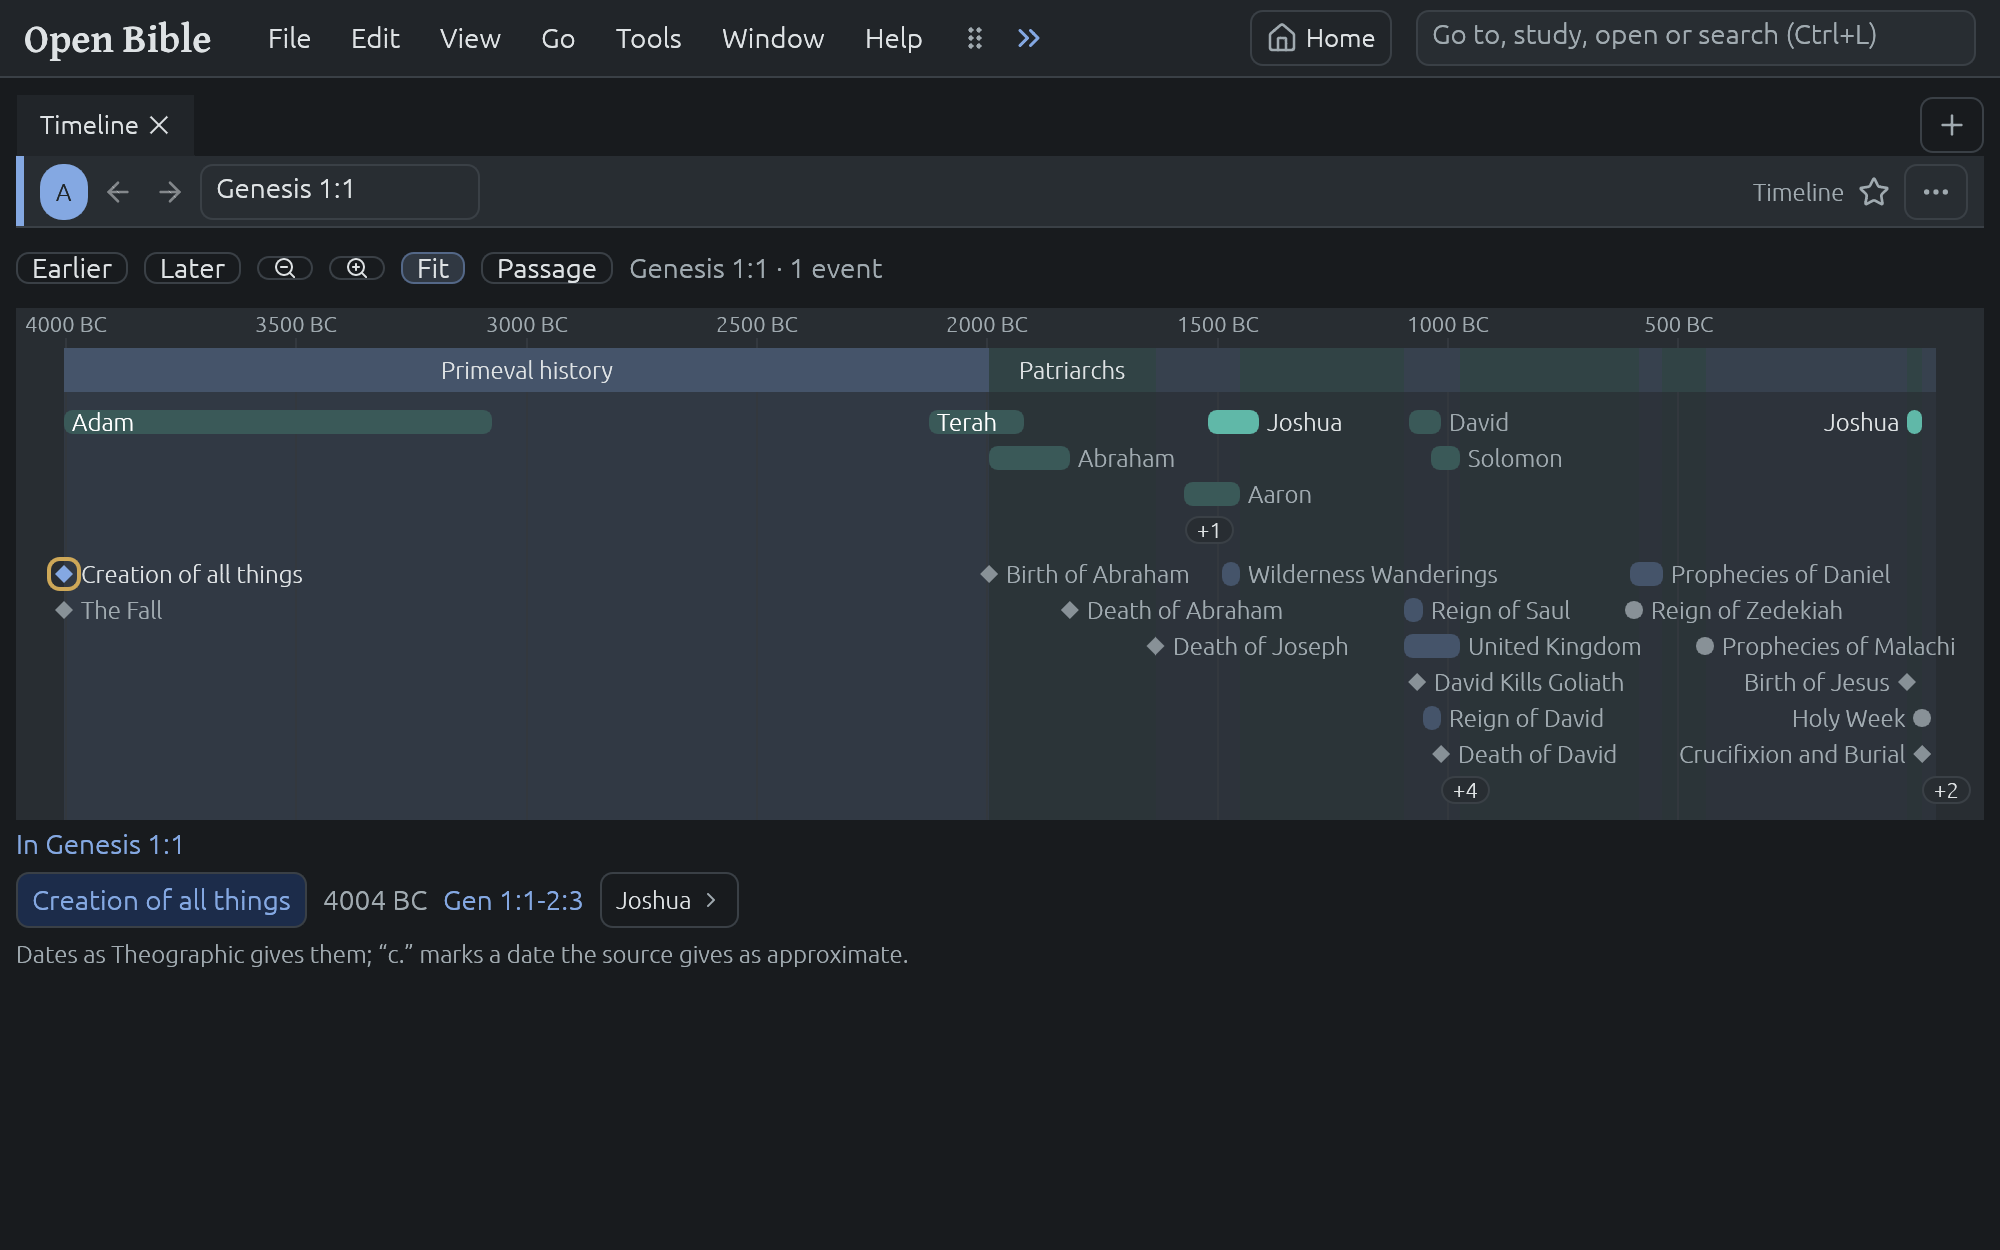 Open Bible File Edit View Go Tools Window Help Home Go to, study, open or search (Ctrl+L)
Timeline
A Genesis 1:1 Timeline
Earlier Later Fit Passage Genesis 1:1 · 1 event
4000 BC 3500 BC 3000 BC 2500 BC 2000 BC 1500 BC 1000 BC 500 BC
Primeval history Patriarchs
Adam Terah Joshua David Joshua
Abraham Solomon
Aaron
+1
Creation of all things Birth of Abraham Wilderness Wanderings Prophecies of Daniel
The Fall Death of Abraham Reign of Saul Reign of Zedekiah
Death of Joseph United Kingdom Prophecies of Malachi
David Kills Goliath Birth of Jesus
Reign of David Holy Week
Death of David Crucifixion and Burial
+4 +2
In Genesis 1:1
Creation of all things 4004 BC Gen 1:1-2:3 Joshua
Dates as Theographic gives them; “c.” marks a date the source gives as approximate.